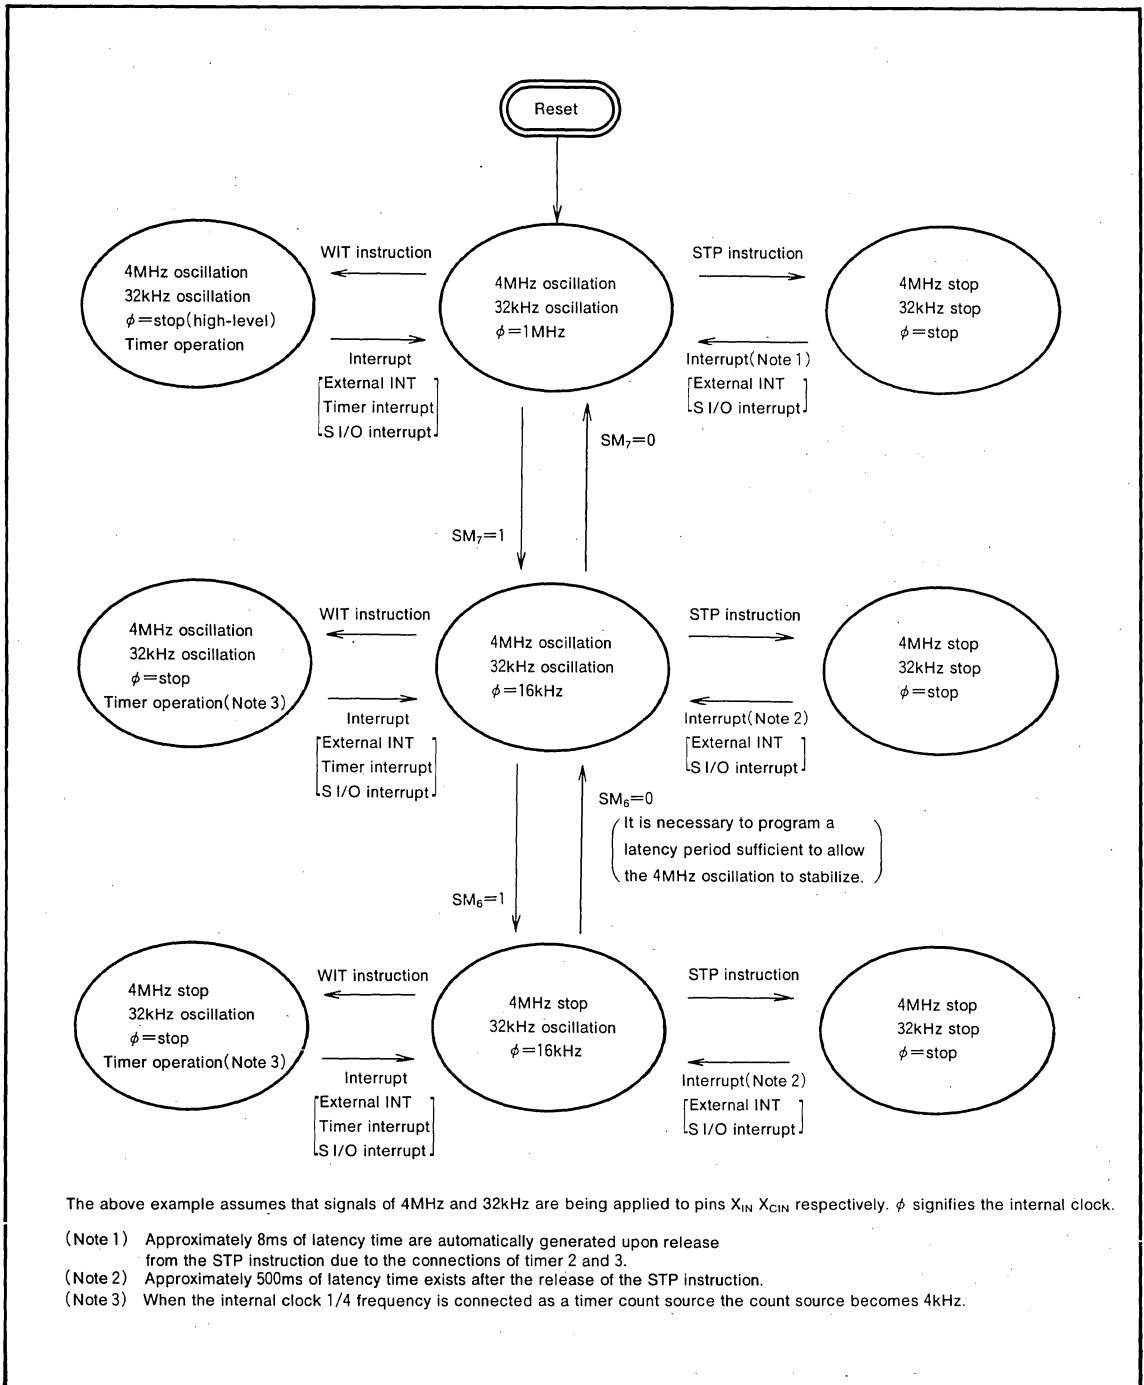 Reset
WIT instruction
STP instruction
4MHz oscillation
32kHz oscillation
φ=stop(high-level)
Timer operation
4MHz oscillation
32kHz oscillation
φ=1MHz
4MHz stop
32kHz stop
φ=stop
Interrupt
External INT
Timer interrupt
S I/O interrupt
Interrupt(Note 1)
External INT
S I/O interrupt
SM₇=0
SM₇=1
WIT instruction
STP instruction
4MHz oscillation
32kHz oscillation
φ=stop
Timer operation(Note 3)
4MHz oscillation
32kHz oscillation
φ=16kHz
4MHz stop
32kHz stop
φ=stop
Interrupt
External INT
Timer interrupt
S I/O interrupt
Interrupt(Note 2)
External INT
S I/O interrupt
SM₆=0
It is necessary to program a
latency period sufficient to allow
the 4MHz oscillation to stabilize.
SM₆=1
WIT instruction
STP instruction
4MHz stop
32kHz oscillation
φ=stop
Timer operation(Note 3)
4MHz stop
32kHz oscillation
φ=16kHz
4MHz stop
32kHz stop
φ=stop
Interrupt
External INT
Timer interrupt
S I/O interrupt
Interrupt(Note 2)
External INT
S I/O interrupt
The above example assumes that signals of 4MHz and 32kHz are being applied to pins X_IN X_CIN respectively. φ signifies the internal clock.
(Note 1) Approximately 8ms of latency time are automatically generated upon release
from the STP instruction due to the connections of timer 2 and 3.
(Note 2) Approximately 500ms of latency time exists after the release of the STP instruction.
(Note 3) When the internal clock 1/4 frequency is connected as a timer count source the count source becomes 4kHz.